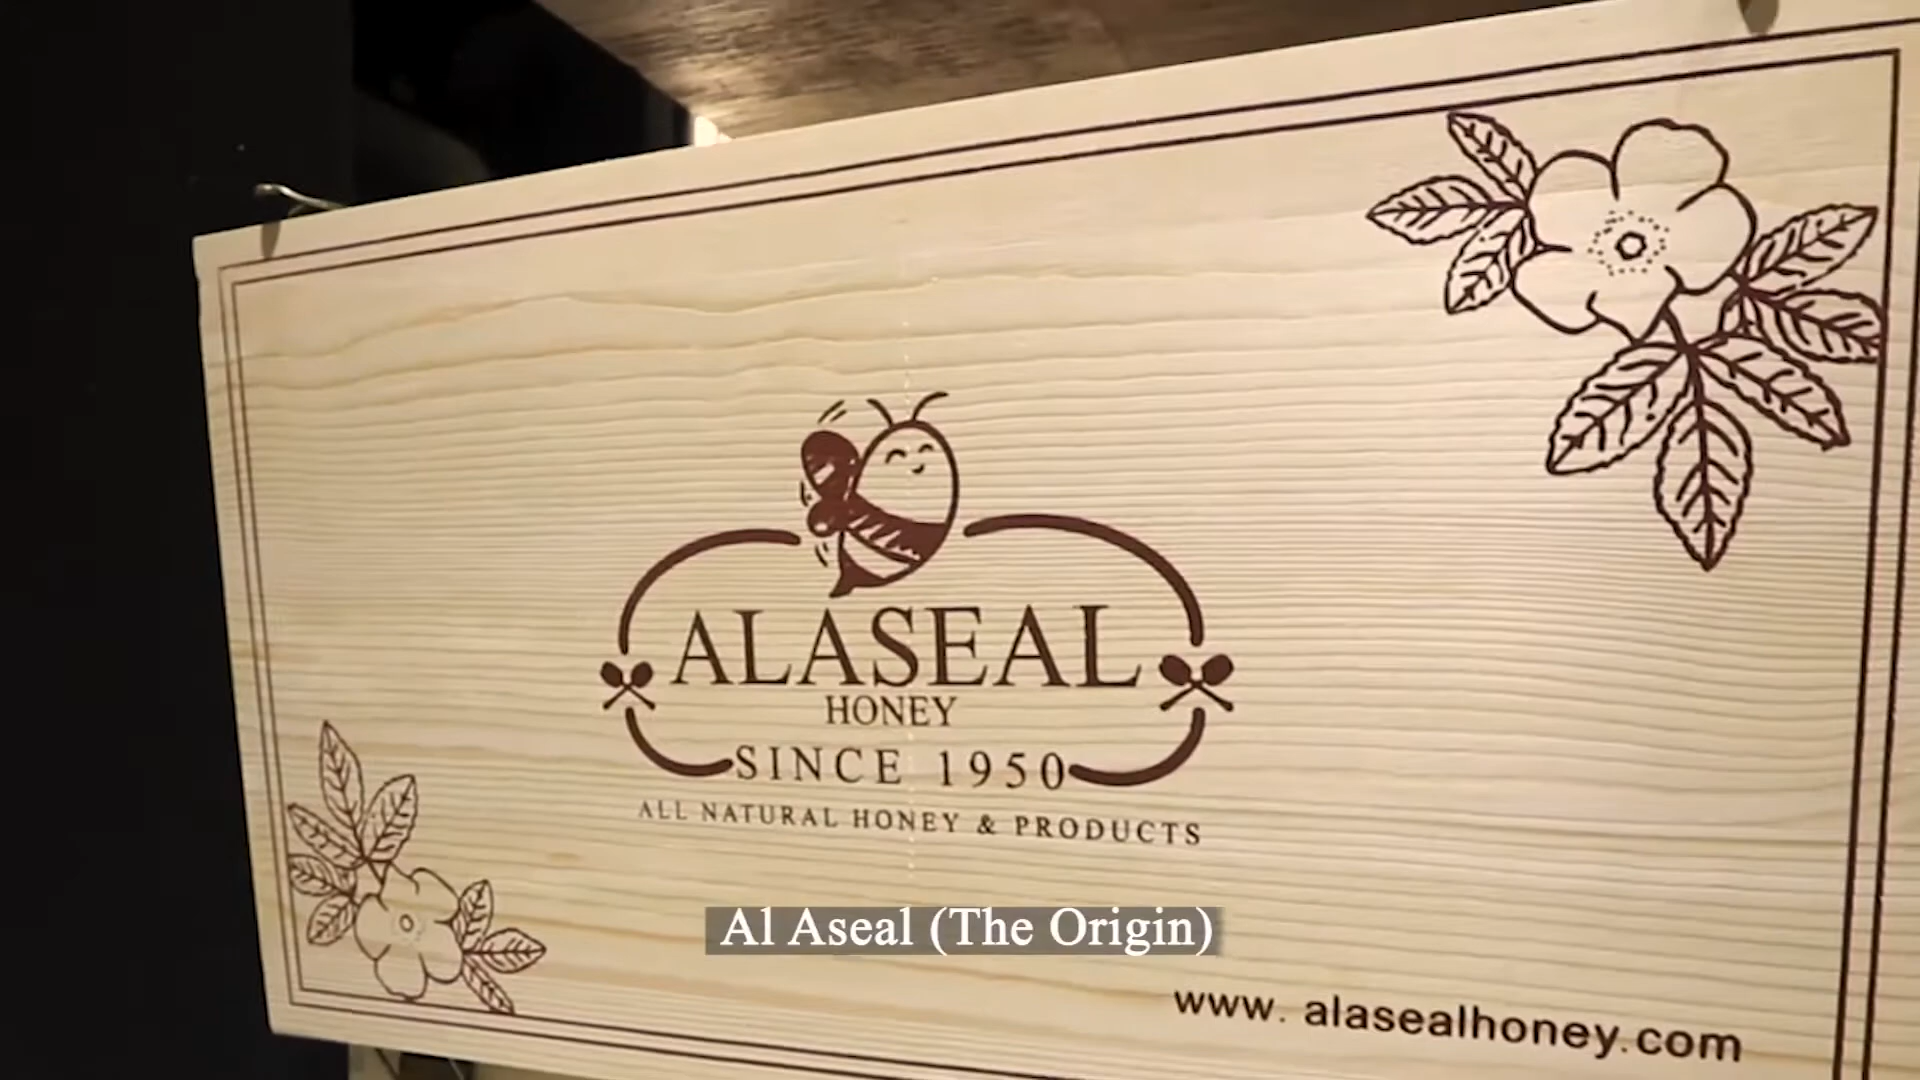 ALASEAL
HONEY
SINCE 1950
ALL NATURAL HONEY & PRODUCTS
Al Aseal (The Origin)
www. alasealhoney.com